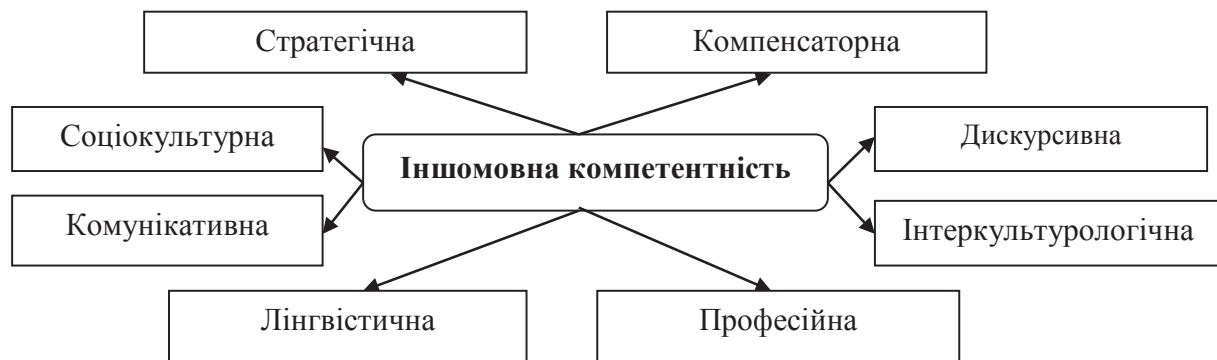 Стратегічна
Компенсаторна
Соціокультурна
Іншомовна компетентність
Дискурсивна
Комунікативна
Інтеркультурологічна
Лінгвістична
Професійна